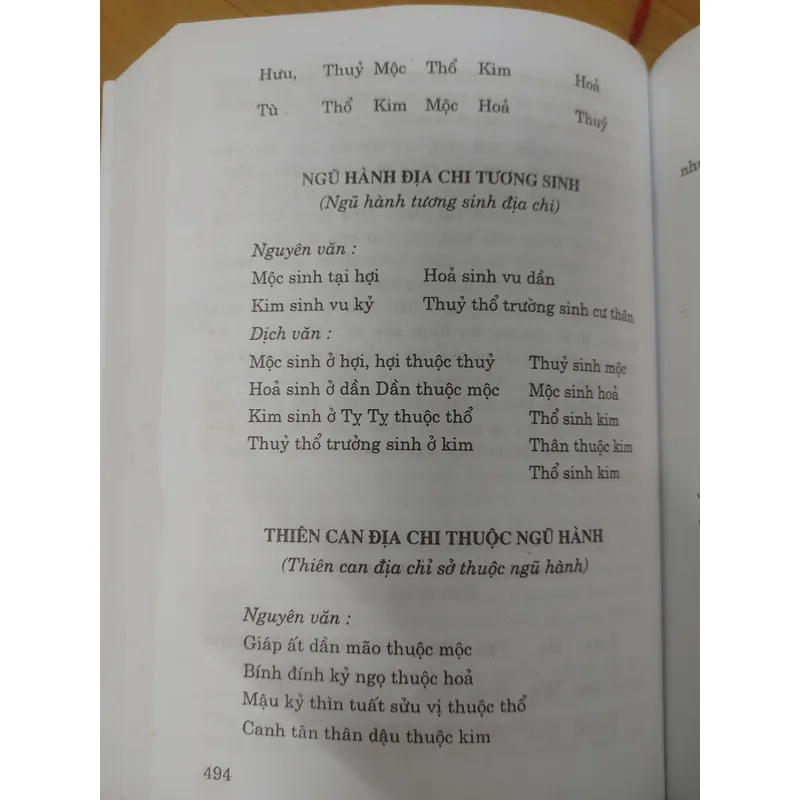 Hưu, Thuỷ Mộc Thổ Kim Hoả
Tù Thổ Kim Mộc Hoả Thuỷ
NGŨ HÀNH ĐỊA CHI TƯƠNG SINH
(Ngũ hành tương sinh địa chi)
Nguyên văn :
Mộc sinh tại hợi Hoả sinh vu dần
Kim sinh vu kỷ Thuỷ thổ trường sinh cư thân
Dịch văn :
Mộc sinh ở hợi, hợi thuộc thuỷ Thuỷ sinh mộc
Hoả sinh ở dần Dần thuộc mộc Mộc sinh hoả
Kim sinh ở Tỵ Tỵ thuộc thổ Thổ sinh kim
Thuỷ thổ trưởng sinh ở kim Thân thuộc kim
Thổ sinh kim
THIÊN CAN ĐỊA CHI THUỘC NGŨ HÀNH
(Thiên can địa chỉ sở thuộc ngũ hành)
Nguyên văn :
Giáp ất dần mão thuộc mộc
Bính đính kỷ ngọ thuộc hoả
Mậu kỷ thìn tuất sửu vị thuộc thổ
Canh tân thân dậu thuộc kim
494